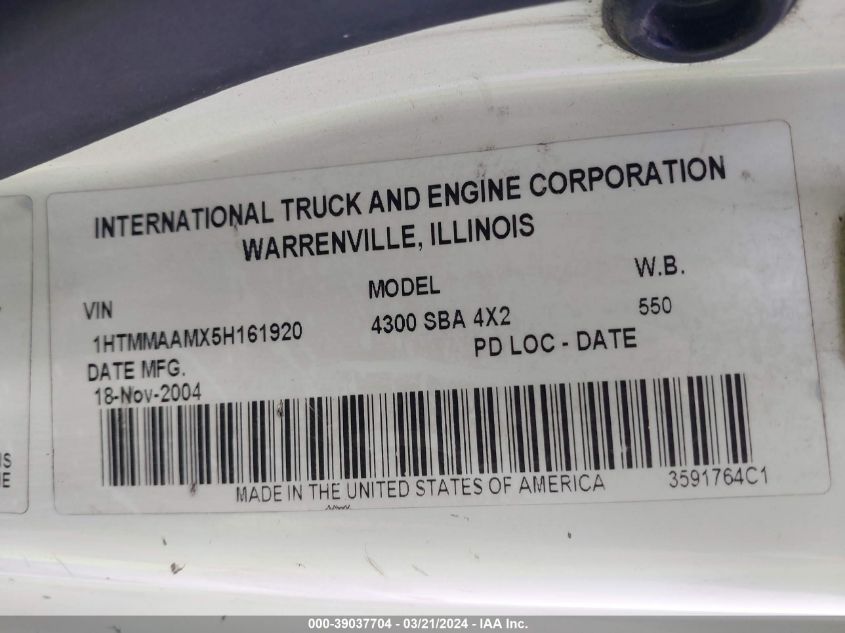 INTERNATIONAL TRUCK AND ENGINE CORPORATION
WARRENVILLE, ILLINOIS
VIN MODEL W.B.
1HTMMAAMX5H161920 4300 SBA 4X2 550
DATE MFG. PD LOC - DATE
18-Nov-2004
MADE IN THE UNITED STATES OF AMERICA 3591764C1
000-39037704 - 03/21/2024 - IAA Inc.